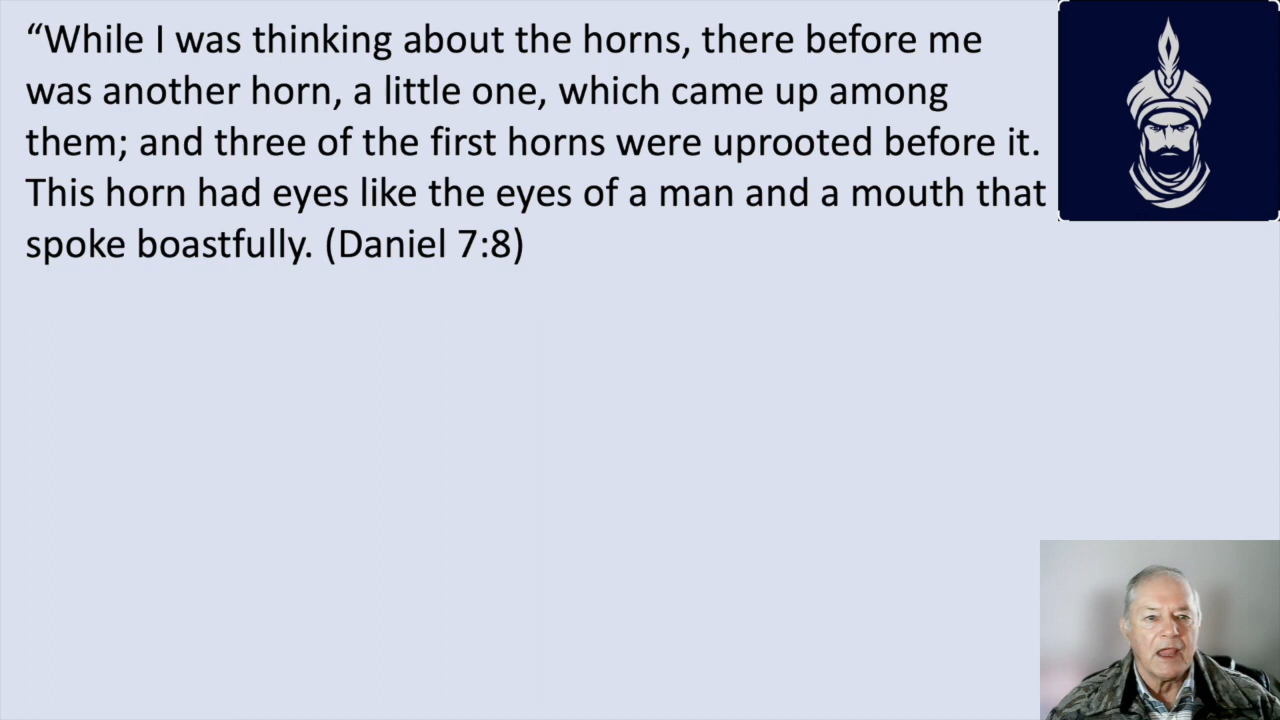 “While I was thinking about the horns, there before me
was another horn, a little one, which came up among
them; and three of the first horns were uprooted before it.
This horn had eyes like the eyes of a man and a mouth that
spoke boastfully. (Daniel 7:8)